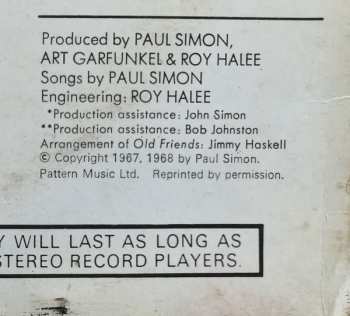 Produced by PAUL SIMON,
ART GARFUNKEL & ROY HALEE
Songs by PAUL SIMON
Engineering: ROY HALEE
*Production assistance: John Simon
**Production assistance: Bob Johnston
Arrangement of Old Friends: Jimmy Haskell
© Copyright 1967, 1968 by Paul Simon.
Pattern Music Ltd. Reprinted by permission.
Y WILL LAST AS LONG AS
STEREO RECORD PLAYERS.